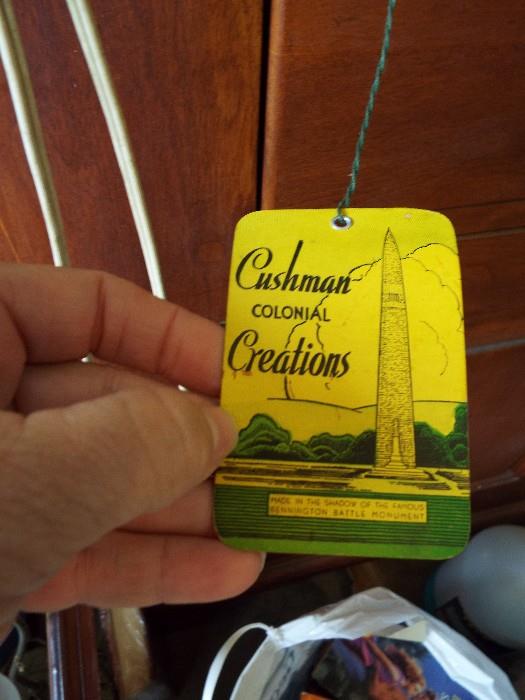 Cushman
COLONIAL
Creations
MADE IN THE SHADOW OF THE FAMOUS
BENNINGTON BATTLE MONUMENT